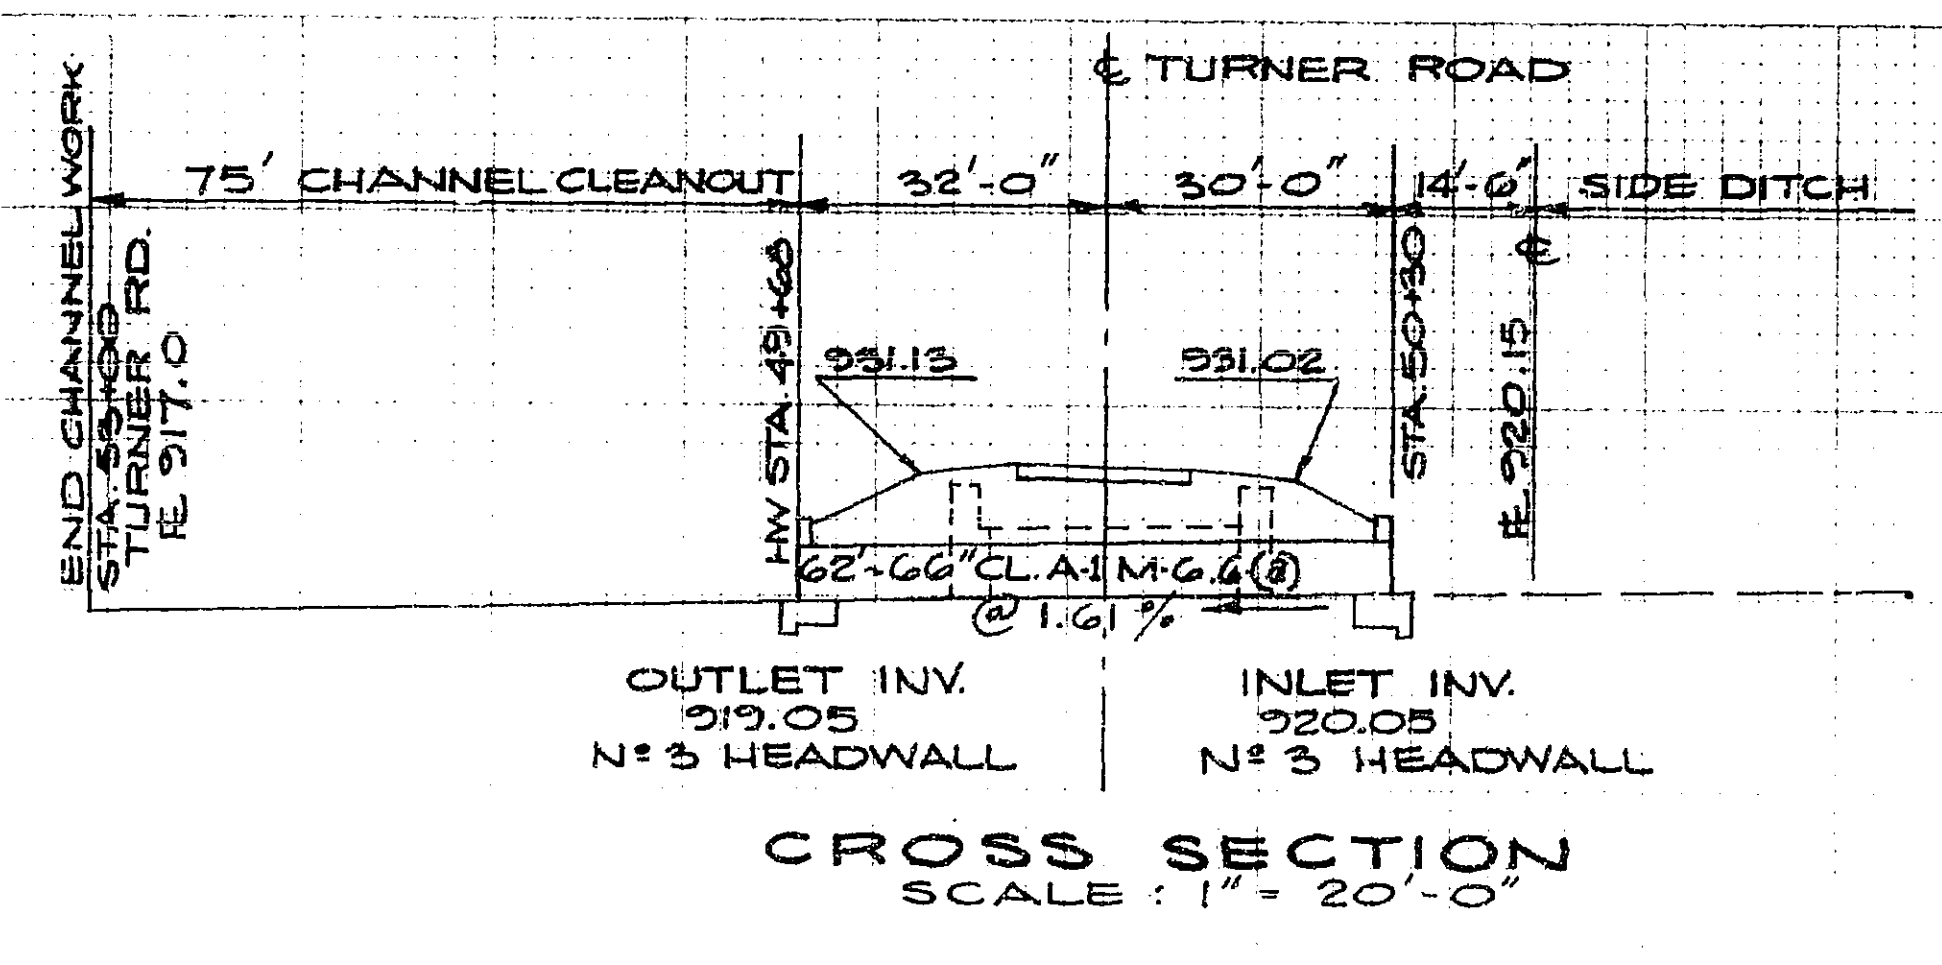 ℄ TURNER ROAD
75' CHANNEL CLEANOUT
32'-0"
30'-0"
14'-6"
SIDE DITCH
END CHANNEL WORK
TURNER RD.
FE 917.0
HW STA. 49+68
STA. 50+30
℄
FE 920.15
931.13
931.02
62'~66" CL. A-1 M-6.6
@ 1.61 %
OUTLET INV.
919.05
Nº 3 HEADWALL
INLET INV.
920.05
Nº 3 HEADWALL
CROSS SECTION
SCALE : 1" = 20'-0"